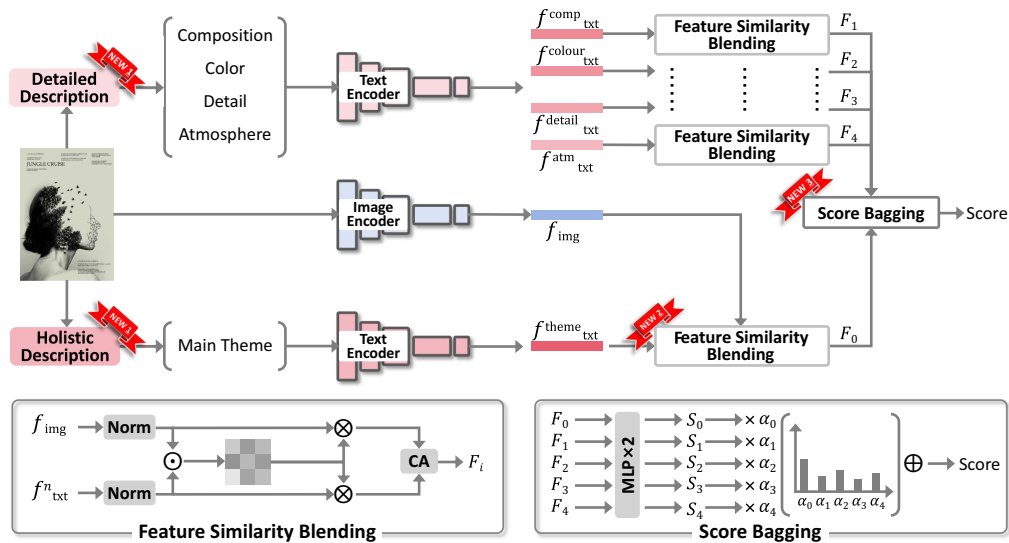 Detailed
Description
NEW 1
Composition
Color
Detail
Atmosphere
Text
Encoder
f^comp_txt
f^colour_txt
f^detail_txt
f^atm_txt
Feature Similarity
Blending
Feature Similarity
Blending
F_1
F_2
F_3
F_4
JUNGLE CRUISE
Image
Encoder
f_img
NEW 3
Score Bagging
Score
Holistic
Description
NEW 1
Main Theme
Text
Encoder
f^theme_txt
NEW 2
Feature Similarity
Blending
F_0
f_img
Norm
f^n_txt
Norm
CA
F_i
Feature Similarity Blending
F_0
F_1
F_2
F_3
F_4
MLP×2
S_0 × α_0
S_1 × α_1
S_2 × α_2
S_3 × α_3
S_4 × α_4
α_0 α_1 α_2 α_3 α_4
Score
Score Bagging